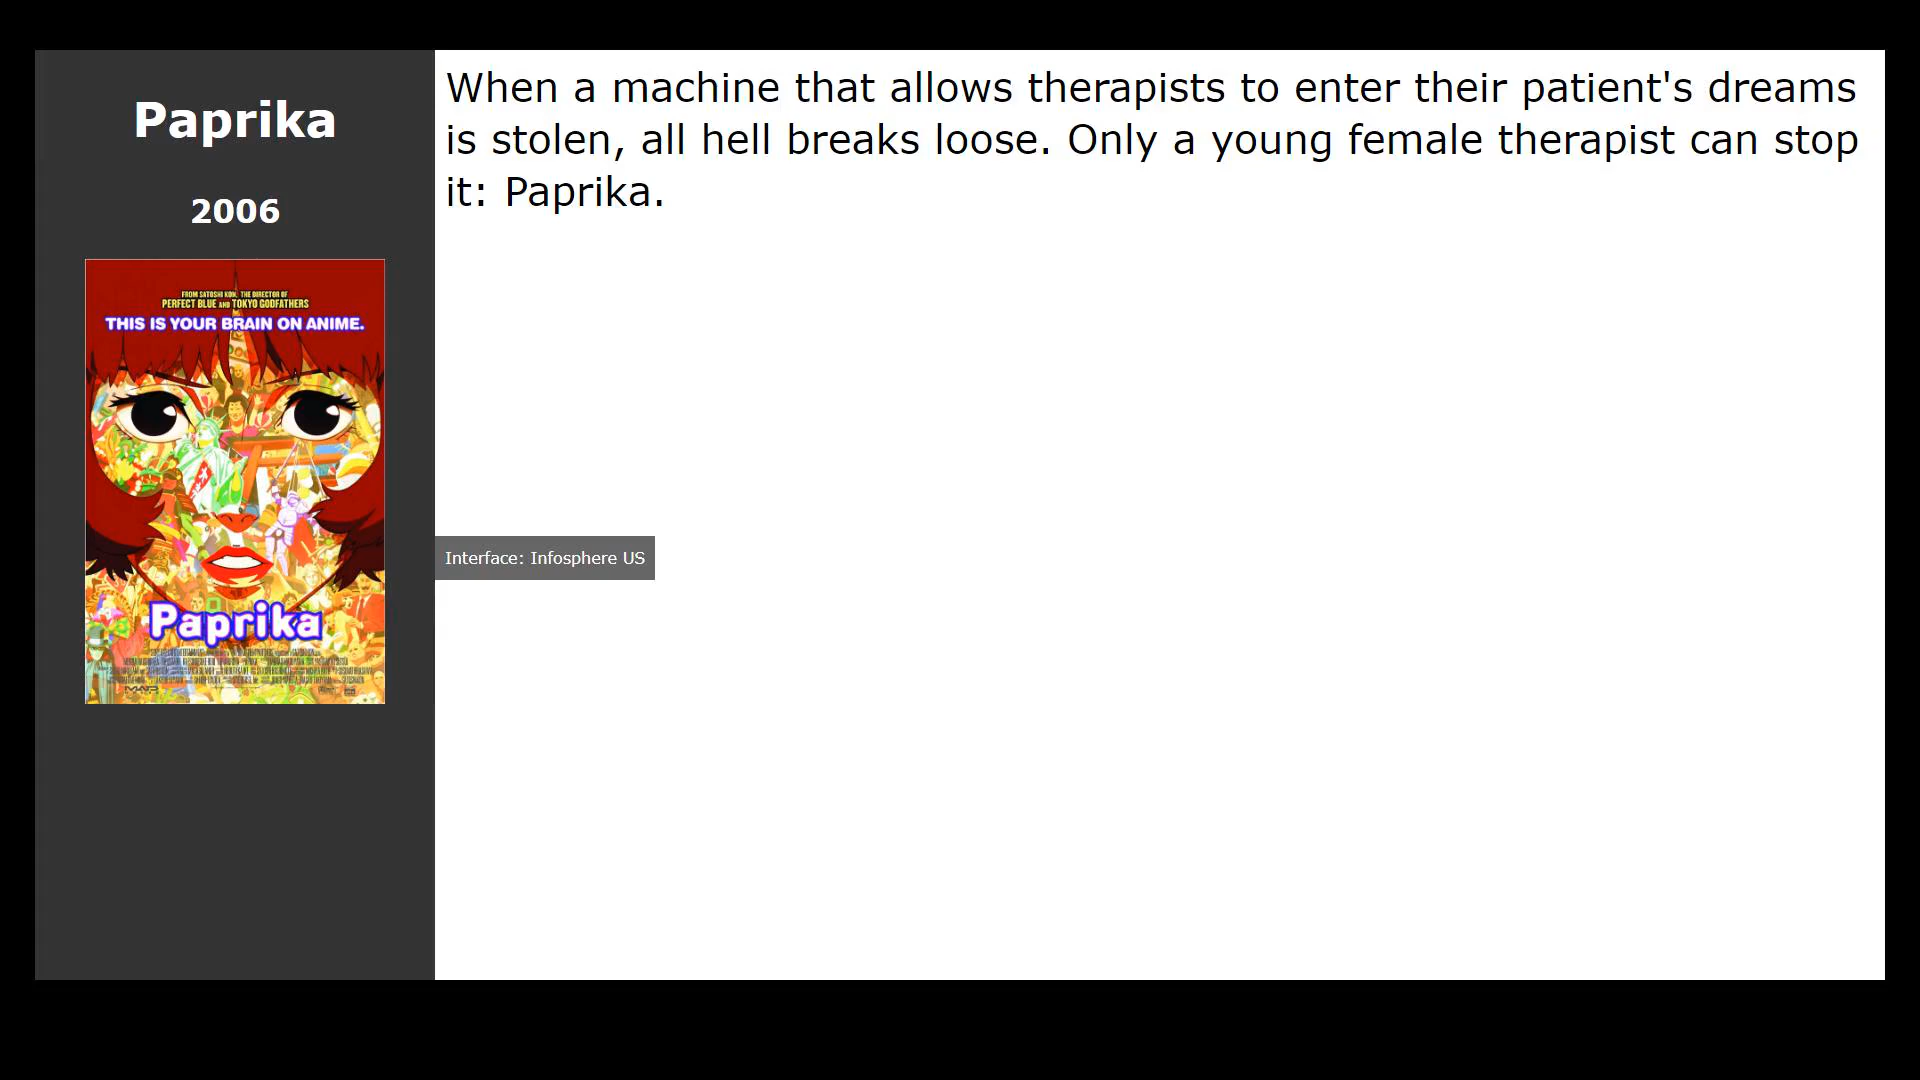 Paprika
2006
FROM SATOSHI KON, THE DIRECTOR OF
PERFECT BLUE AND TOKYO GODFATHERS
THIS IS YOUR BRAIN ON ANIME.
Paprika
When a machine that allows therapists to enter their patient's dreams
is stolen, all hell breaks loose. Only a young female therapist can stop
it: Paprika.
Interface: Infosphere US